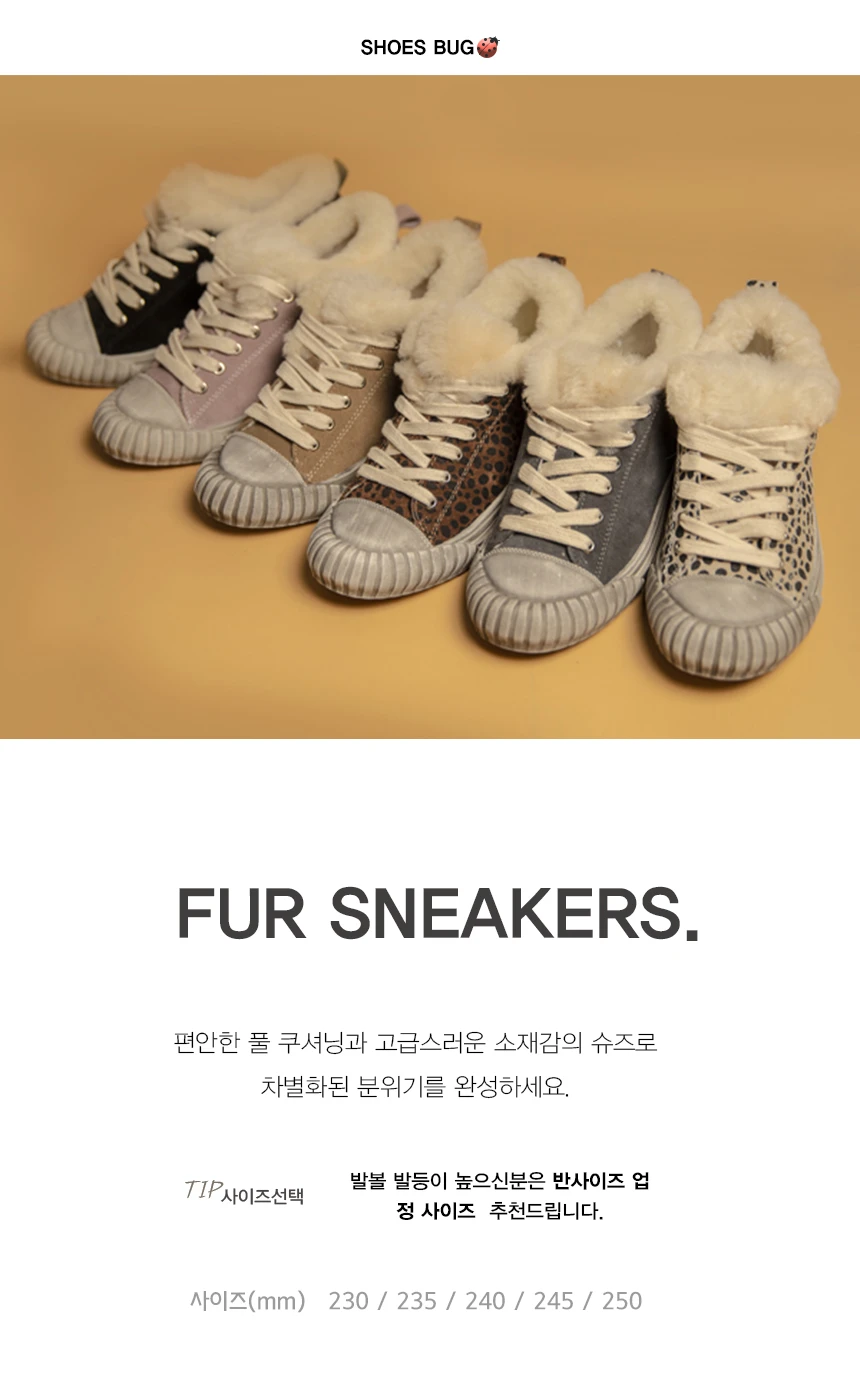 SHOES BUG
FUR SNEAKERS.
편안한 풀 쿠셔닝과 고급스러운 소재감의 슈즈로
차별화된 분위기를 완성하세요.
TIP 사이즈선택
발볼 발등이 높으신분은 반사이즈 업
정 사이즈 추천드립니다.
사이즈(mm) 230 / 235 / 240 / 245 / 250